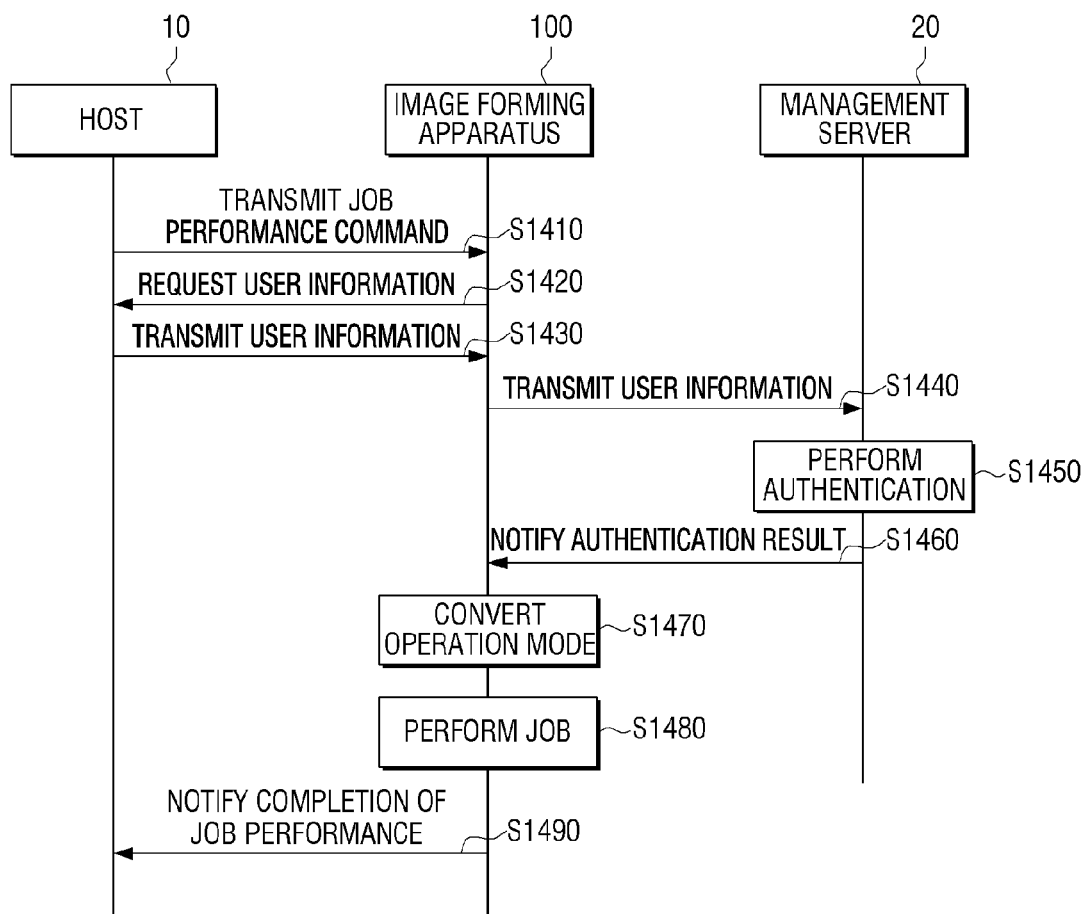 10
100
20
HOST
IMAGE FORMING
APPARATUS
MANAGEMENT
SERVER
TRANSMIT JOB
PERFORMANCE COMMAND
S1410
REQUEST USER INFORMATION
S1420
TRANSMIT USER INFORMATION
S1430
TRANSMIT USER INFORMATION
S1440
PERFORM
AUTHENTICATION
S1450
NOTIFY AUTHENTICATION RESULT
S1460
CONVERT
OPERATION MODE
S1470
PERFORM JOB
S1480
NOTIFY COMPLETION OF
JOB PERFORMANCE
S1490